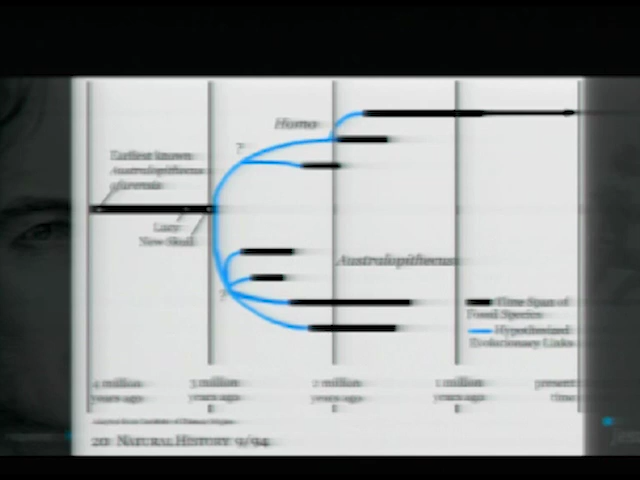 Homo
?
Earliest known
Australopithecus
afarensis
Lucy
New Skull
Australopithecus
?
Time Span of
Fossil Species
Hypothesized
Evolutionary Links
4 million
years ago
3 million
years ago
2 million
years ago
1 million
years ago
present
time
20 NATURAL HISTORY 9/94